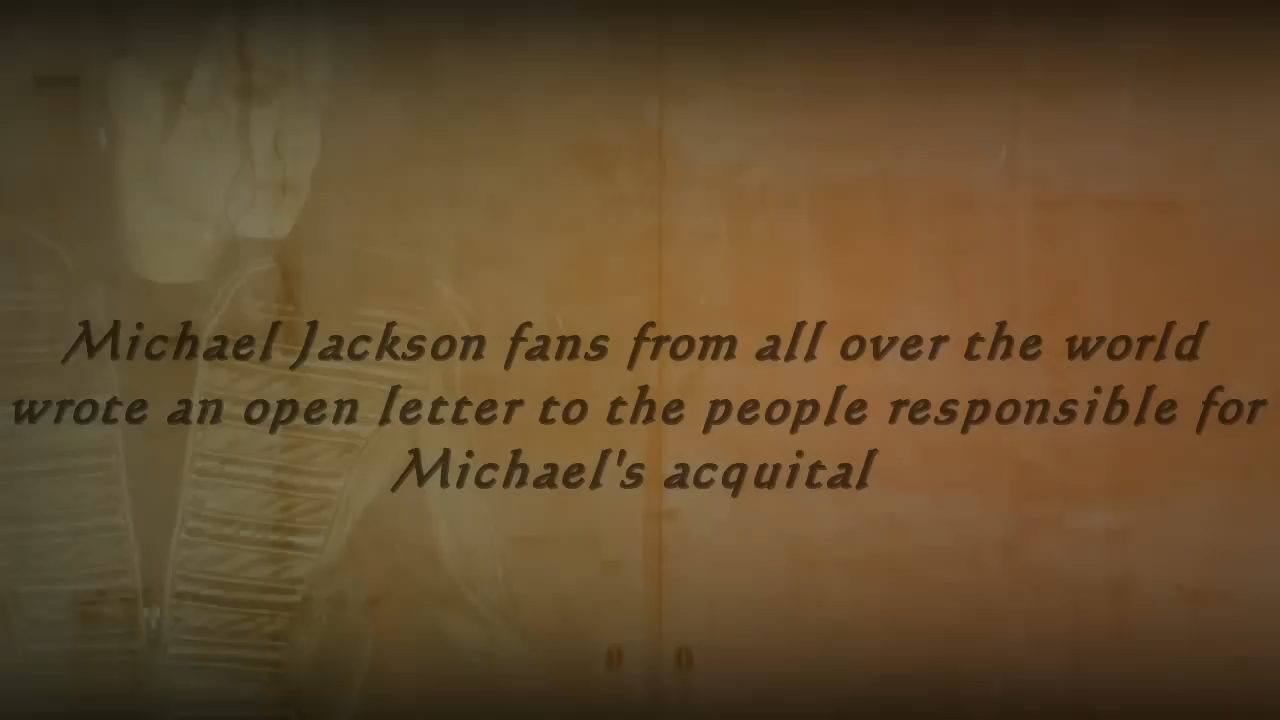 Michael Jackson fans from all over the world
wrote an open letter to the people responsible for
Michael's acquital